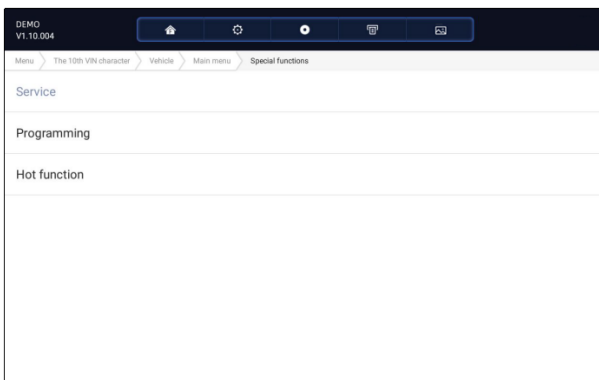 DEMO
V1.10.004
Menu The 10th VIN character Vehicle Main menu Special functions
Service
Programming
Hot function